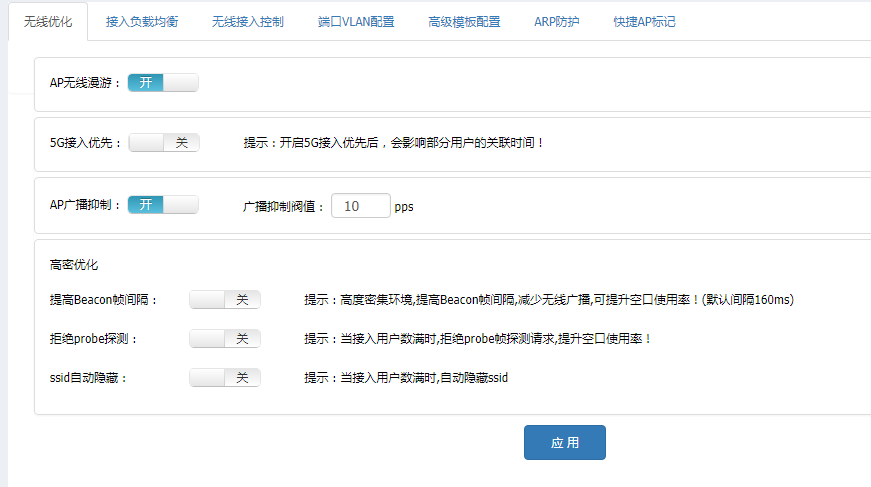 无线优化 接入负载均衡 无线接入控制 端口VLAN配置 高级模板配置 ARP防护 快捷AP标记
AP无线漫游： 开
5G接入优先： 关 提示：开启5G接入优先后，会影响部分用户的关联时间！
AP广播抑制： 开 广播抑制阀值： 10 pps
高密优化
提高Beacon帧间隔： 关 提示：高度密集环境,提高Beacon帧间隔,减少无线广播,可提升空口使用率！(默认间隔160ms)
拒绝probe探测： 关 提示：当接入用户数满时,拒绝probe帧探测请求,提升空口使用率！
ssid自动隐藏： 关 提示：当接入用户数满时,自动隐藏ssid
应 用